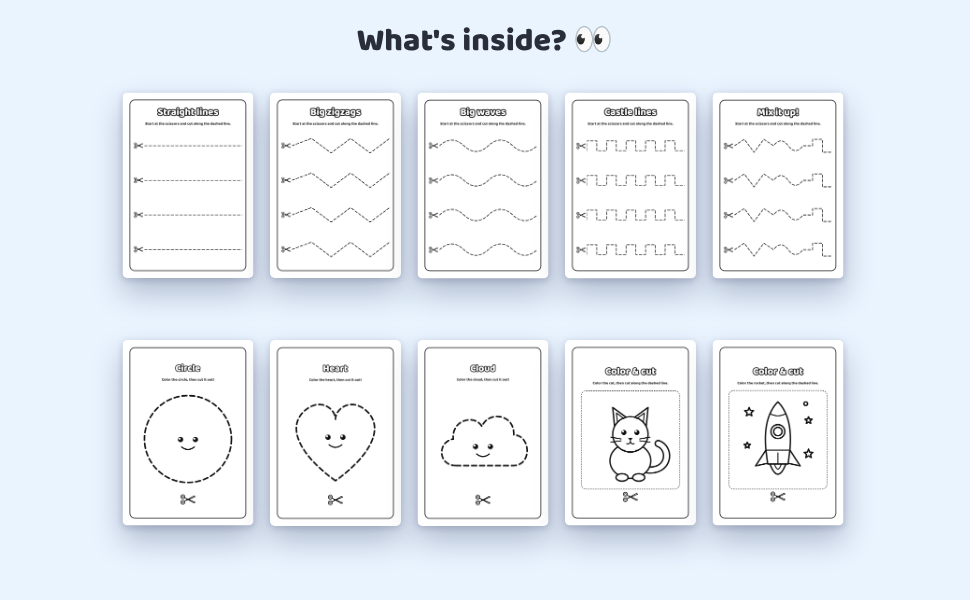 What's inside? 👀
Straight lines
Start at the scissors and cut along the dashed line.
Big zigzags
Start at the scissors and cut along the dashed line.
Big waves
Start at the scissors and cut along the dashed line.
Castle lines
Start at the scissors and cut along the dashed line.
Mix it up!
Start at the scissors and cut along the dashed line.
Circle
Color the circle, then cut it out!
Heart
Color the heart, then cut it out!
Cloud
Color the cloud, then cut it out!
Color & cut
Color the cat, then cut along the dashed line.
Color & cut
Color the rocket, then cut along the dashed line.